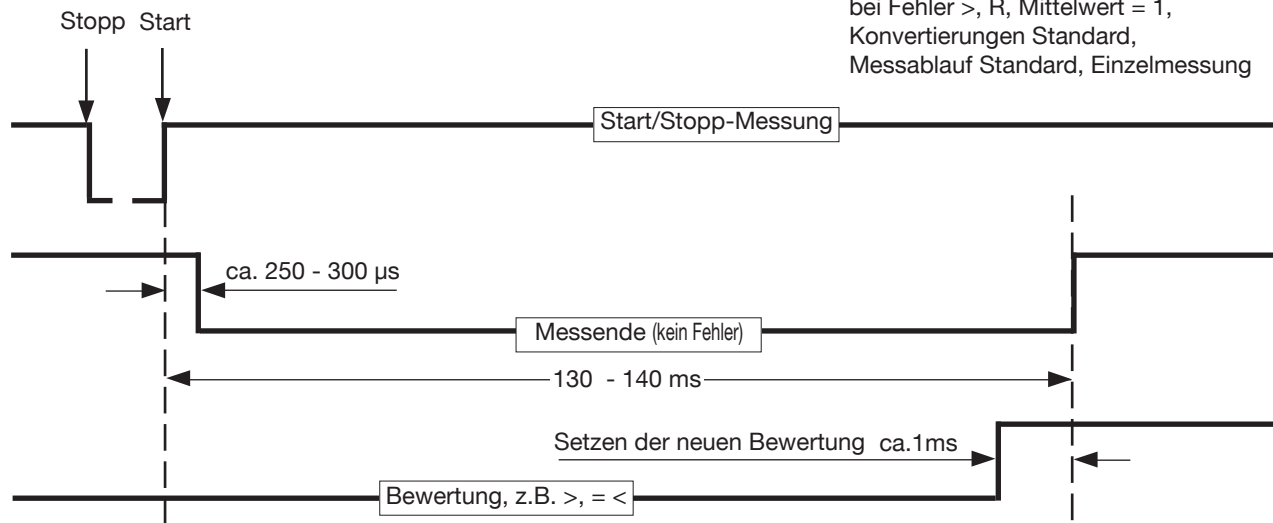 bei Fehler >, R, Mittelwert = 1,
Konvertierungen Standard,
Messablauf Standard, Einzelmessung
Stopp Start
Start/Stopp-Messung
ca. 250 - 300 µs
Messende (kein Fehler)
130 - 140 ms
Setzen der neuen Bewertung ca.1ms
Bewertung, z.B. >, = <